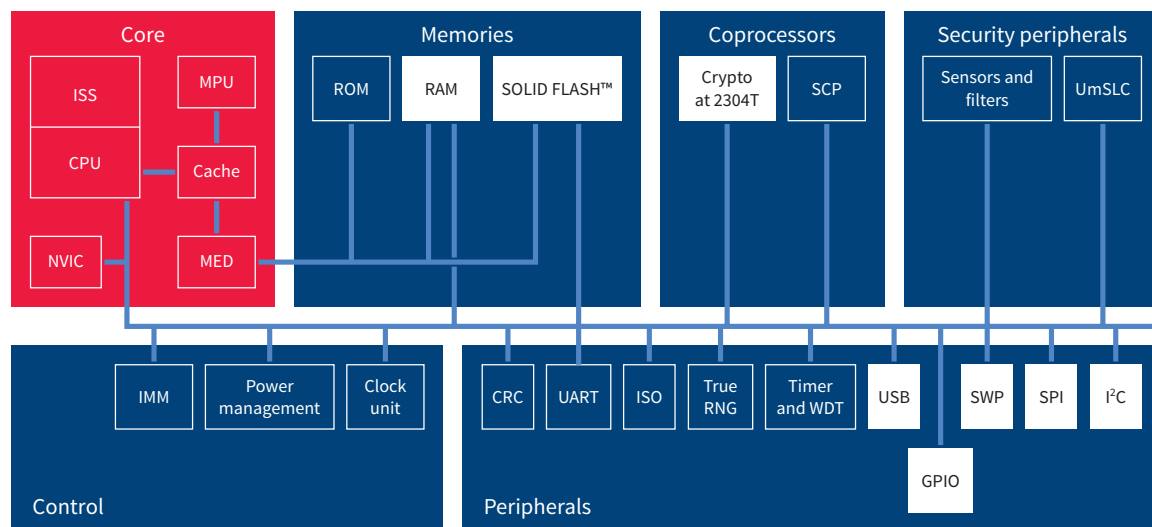 Core
Memories
Coprocessors
Security peripherals
ISS
MPU
ROM
RAM
SOLID FLASH™
Crypto
at 2304T
SCP
Sensors and
filters
UmSLC
CPU
Cache
NVIC
MED
IMM
Power
management
Clock
unit
CRC
UART
ISO
True
RNG
Timer
and WDT
USB
SWP
SPI
I²C
GPIO
Control
Peripherals